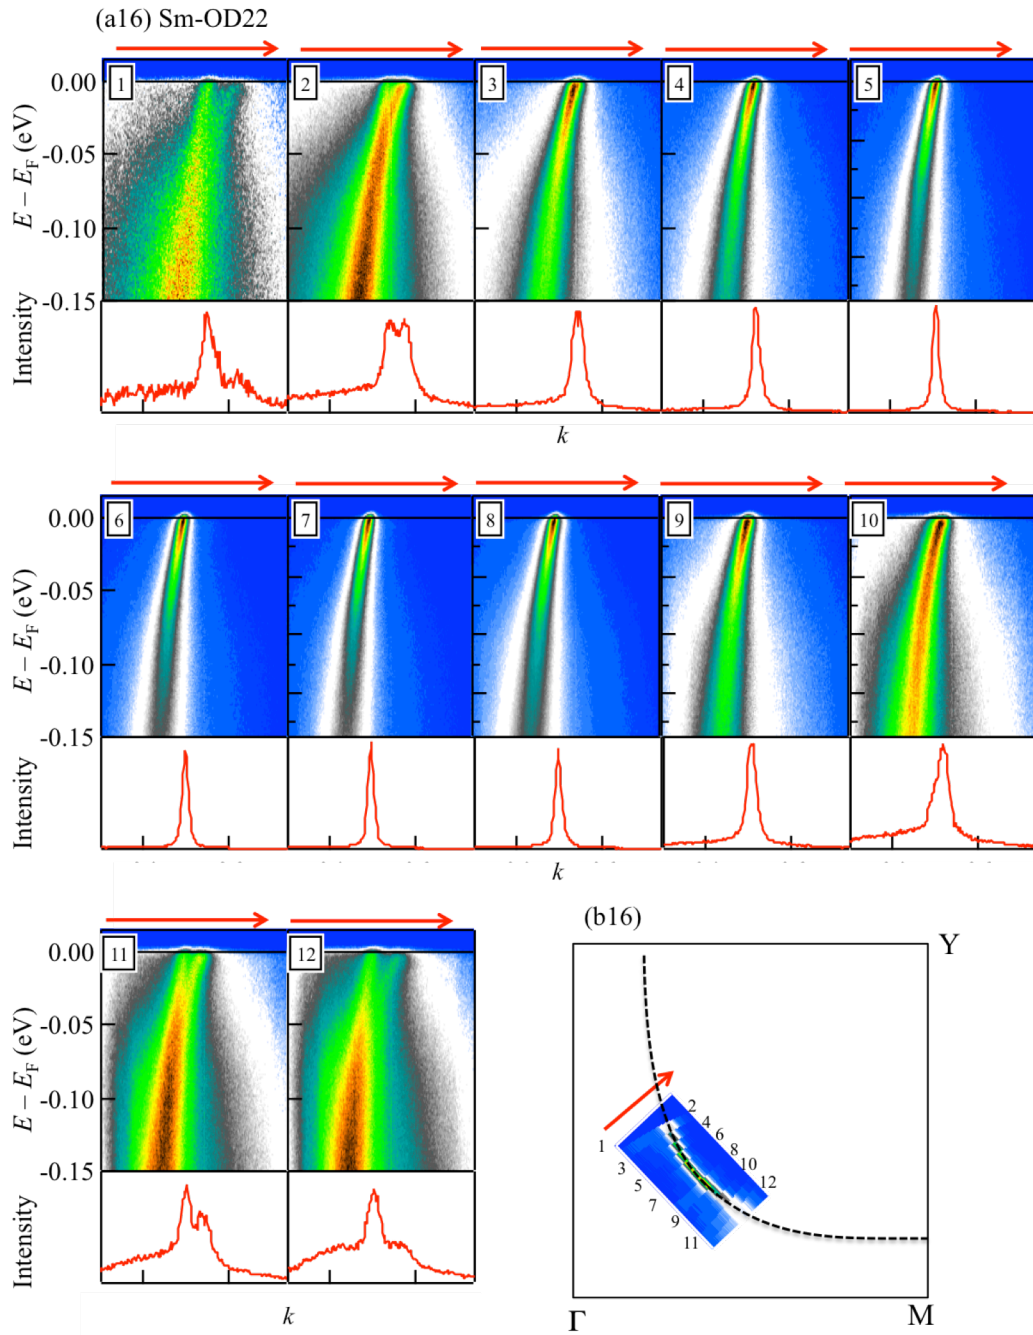 (a16) Sm-OD22
1 2 3 4 5
0.00
-0.05
-0.10
-0.15
E – E_F (eV)
Intensity
k
6 7 8 9 10
0.00
-0.05
-0.10
-0.15
E – E_F (eV)
Intensity
k
11 12
0.00
-0.05
-0.10
-0.15
E – E_F (eV)
Intensity
k
(b16)
Y
1 2
3 4
5 6
7 8
9 10
11 12
Γ M